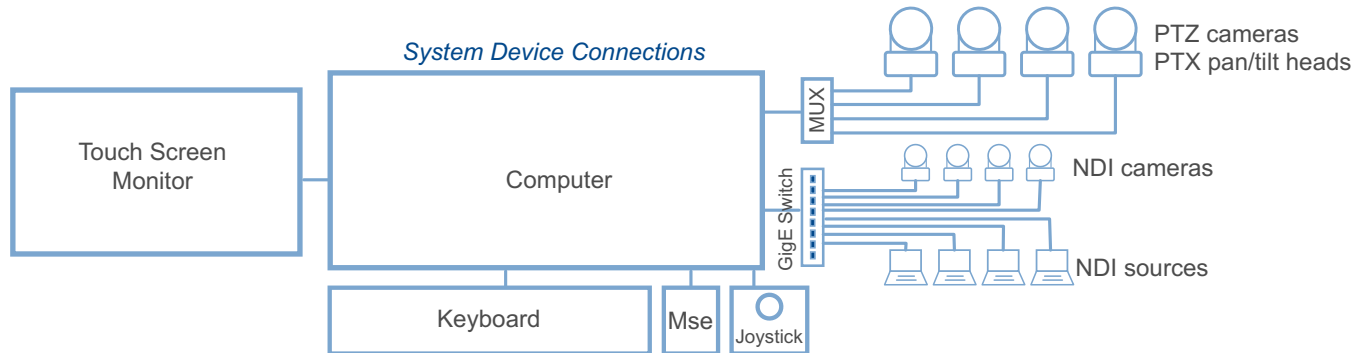 System Device Connections
PTZ cameras
PTX pan/tilt heads
MUX
Touch Screen
Monitor
Computer
NDI cameras
GigE Switch
NDI sources
Keyboard
Mse
Joystick